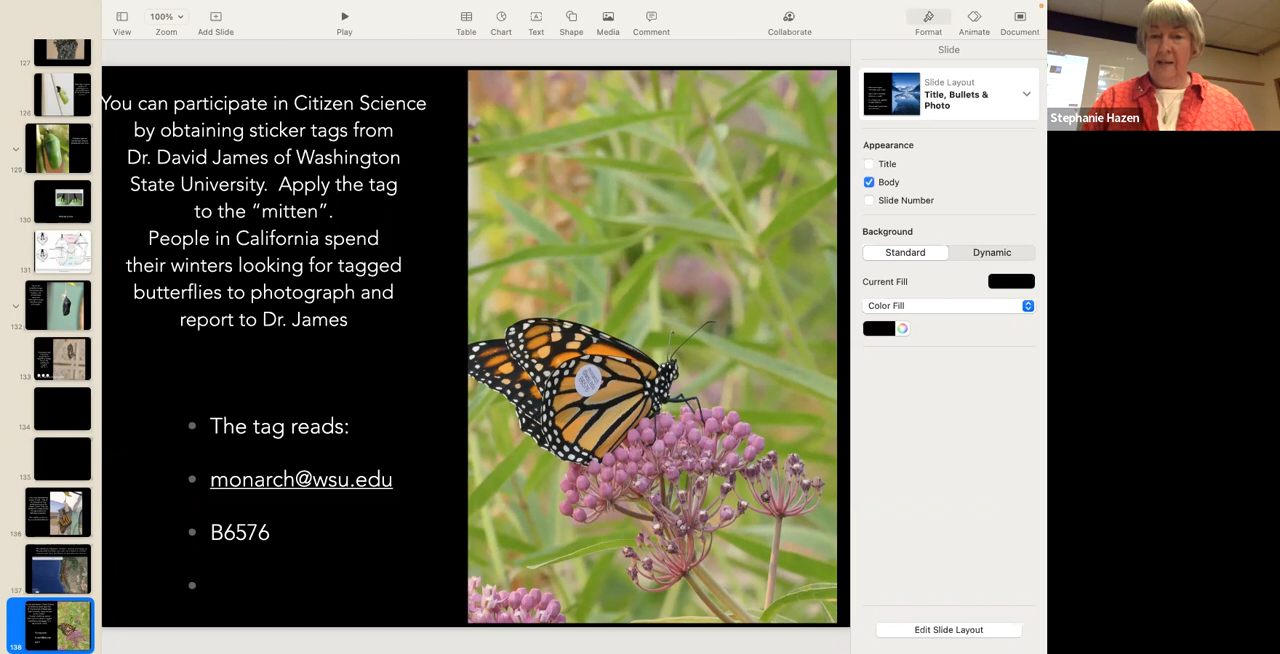 100%
View
Zoom
Add Slide
Play
Table
Chart
Text
Shape
Media
Comment
Collaborate
Format
Animate
Document
127
126
129
130
131
132
133
134
135
136
137
138
You can participate in Citizen Science
by obtaining sticker tags from
Dr. David James of Washington
State University.  Apply the tag
to the “mitten”.
People in California spend
their winters looking for tagged
butterflies to photograph and
report to Dr. James
The tag reads:
monarch@wsu.edu
B6576
Slide
Slide Layout
Title, Bullets &
Photo
Appearance
Title
Body
Slide Number
Background
Standard
Dynamic
Current Fill
Color Fill
Edit Slide Layout
Stephanie Hazen